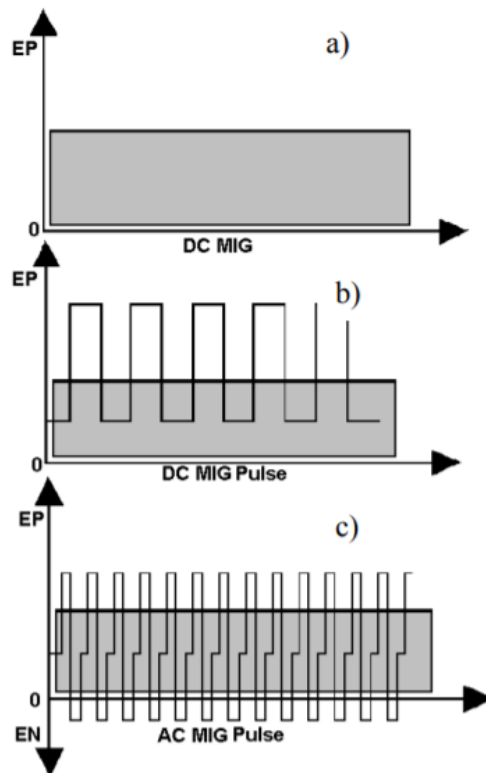 EP
a)
0
DC MIG
b)
EP
0
DC MIG Pulse
EP
c)
0
EN
AC MIG Pulse